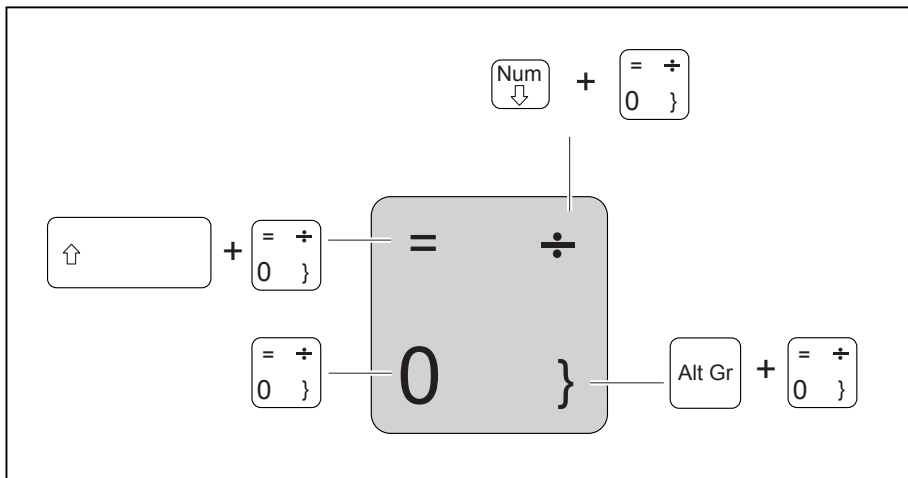 Num + = ÷
0 }
+ = ÷
0 }
= ÷
0 }
= ÷
0 }
Alt Gr + = ÷
0 }